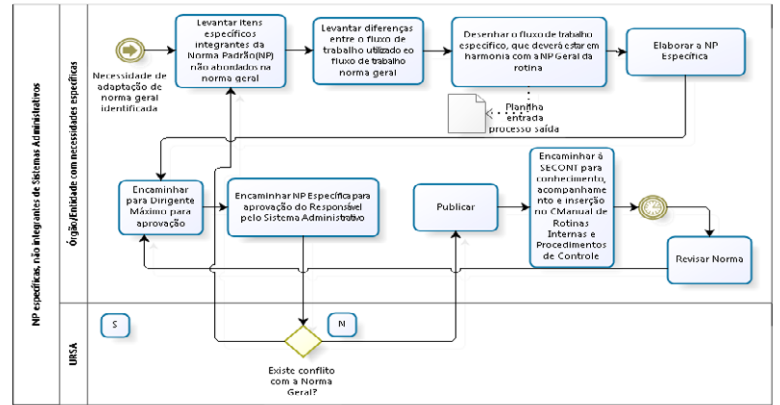 NP específicas, não integrantes de Sistemas Administrativos
Órgão/Entidade com necessidades específicas
Necessidade de
adaptação de
norma geral
identificada
Levantar itens
específicos
integrantes da
Norma Padrão(NP)
não abordados na
norma geral
Levantar diferenças
entre o fluxo de
trabalho utilizado eo
fluxo de trabalho
norma geral
Desenhar o fluxo de trabalho
específico, que deverá estar em
harmonia com a NP Geral da
rotina
Elaborar a NP
Específica
Planilha
entrada
processo saída
Encaminhar
para Dirigente
Máximo para
aprovação
Encaminhar NP Específica para
aprovação do Responsável
pelo Sistema Administrativo
Publicar
Encaminhar á
SECONT para
conhecimento,
acompanhame
nto e inserção
no CManual de
Rotinas
Internas e
Procedimentos
de Controle
Revisar Norma
URSA
S
N
Existe conflito
com a Norma
Geral?